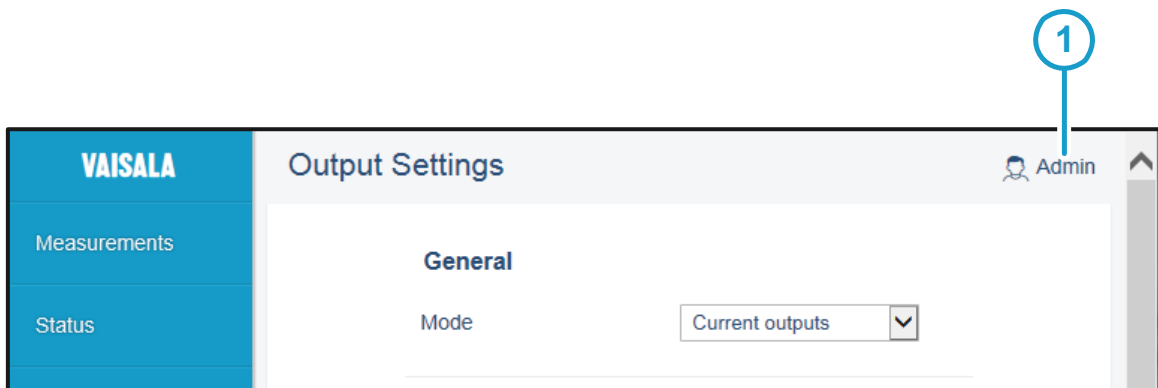 1
VAISALA
Output Settings
Admin
Measurements
General
Status
Mode
Current outputs